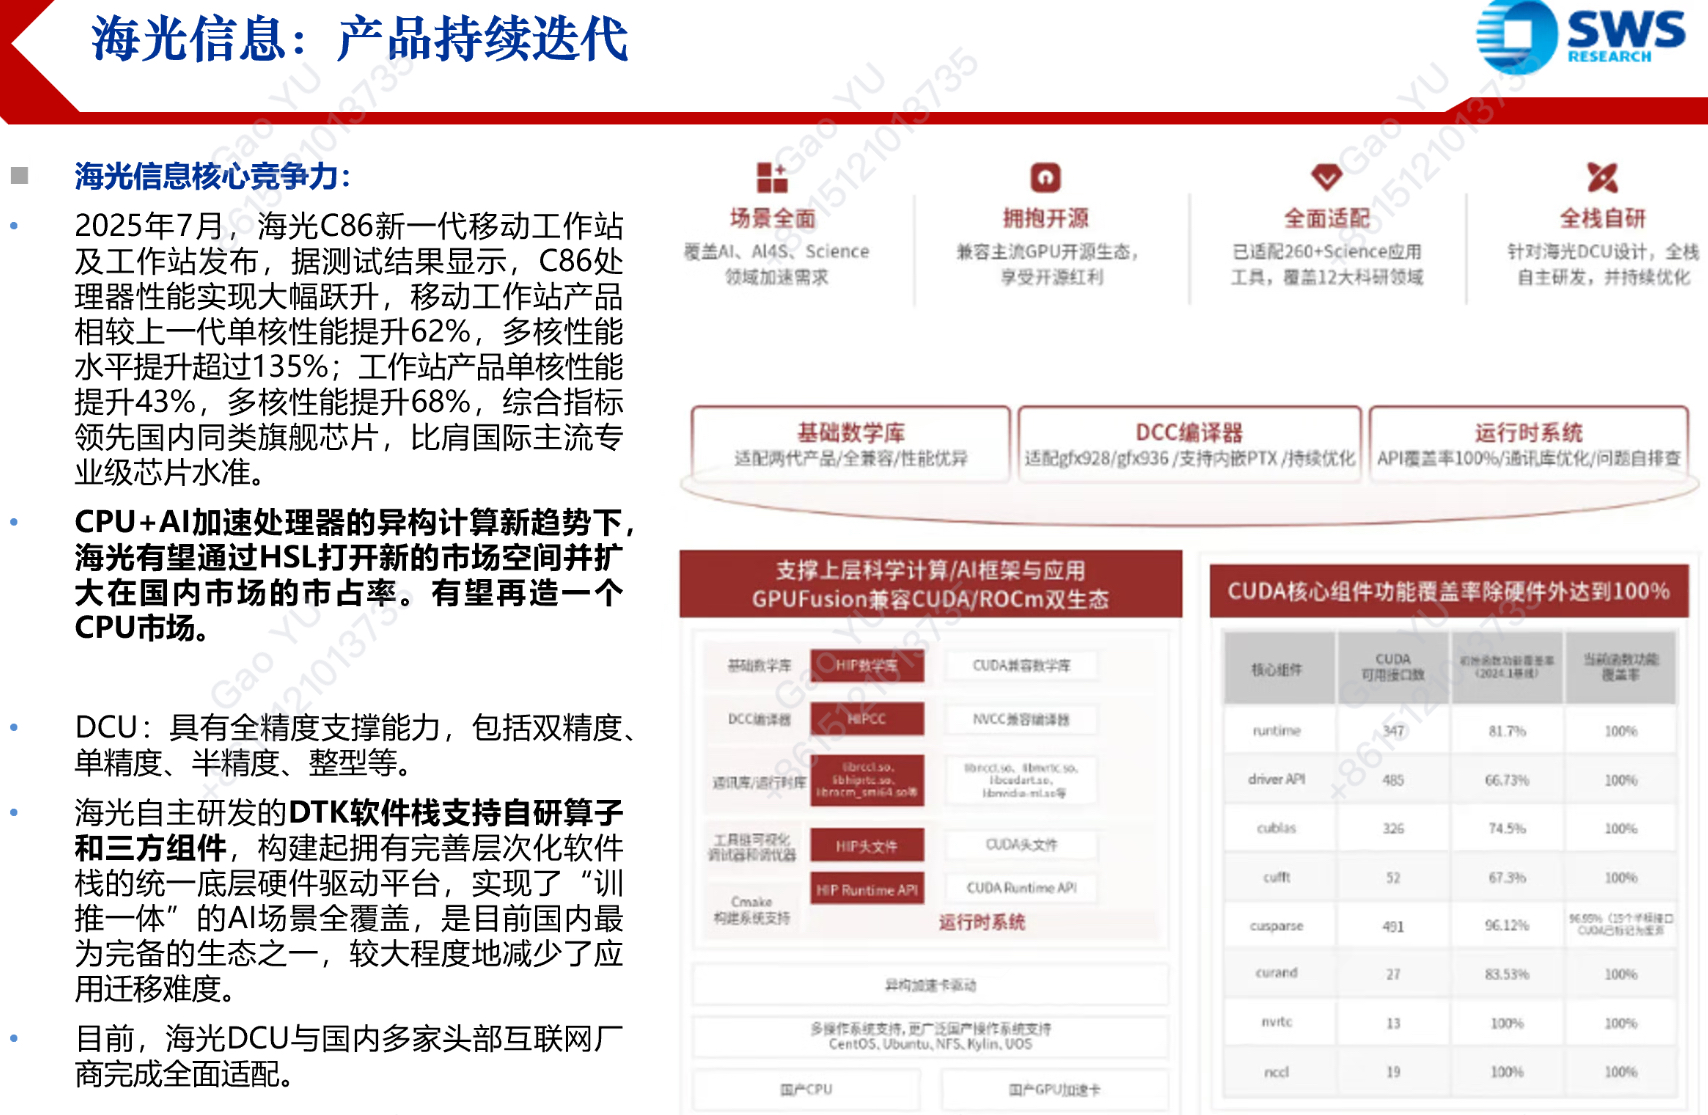 海光信息：产品持续迭代
SWS
RESEARCH
海光信息核心竞争力：
2025年7月，海光C86新一代移动工作站
及工作站发布，据测试结果显示，C86处
理器性能实现大幅跃升，移动工作站产品
相较上一代单核性能提升62%，多核性能
水平提升超过135%；工作站产品单核性能
提升43%，多核性能提升68%，综合指标
领先国内同类旗舰芯片，比肩国际主流专
业级芯片水准。
CPU+AI加速处理器的异构计算新趋势下，
海光有望通过HSL打开新的市场空间并扩
大在国内市场的市占率。有望再造一个
CPU市场。
DCU：具有全精度支撑能力，包括双精度、
单精度、半精度、整型等。
海光自主研发的DTK软件栈支持自研算子
和三方组件，构建起拥有完善层次化软件
栈的统一底层硬件驱动平台，实现了“训
推一体”的AI场景全覆盖，是目前国内最
为完备的生态之一，较大程度地减少了应
用迁移难度。
目前，海光DCU与国内多家头部互联网厂
商完成全面适配。
场景全面
覆盖AI、AI4S、Science
领域加速需求
拥抱开源
兼容主流GPU开源生态，
享受开源红利
全面适配
已适配260+Science应用
工具，覆盖12大科研领域
全栈自研
针对海光DCU设计，全栈
自主研发，并持续优化
基础数学库
适配两代产品/全兼容/性能优异
DCC编译器
适配gfx928/gfx936 /支持内嵌PTX /持续优化
运行时系统
API覆盖率100%/通讯库优化/问题自排查
支撑上层科学计算/AI框架与应用
GPUFusion兼容CUDA/ROCm双生态
基础数学库 HIP数学库 CUDA兼容数学库
DCC编译器 HIPCC NVCC兼容编译器
通讯库/运行时库
librccl.so、
libhiprtc.so、
librocm_smi64.so等
libnccl.so、libnvrtc.so、
libcudart.so、
libnvidia-ml.so等
工具链可视化
调试器和调优器
HIP头文件 CUDA头文件
Cmake
构建系统支持
HIP Runtime API CUDA Runtime API
运行时系统
异构加速卡驱动
多操作系统支持，更广泛国产操作系统支持
CentOS、Ubuntu、NFS、Kylin、UOS
国产CPU 国产GPU加速卡
CUDA核心组件功能覆盖率除硬件外达到100%
核心组件
CUDA
可用接口数
初始函数功能覆盖率
（2024.1基线）
当前函数功能
覆盖率
runtime 347 81.7% 100%
driver API 485 66.73% 100%
cublas 326 74.5% 100%
cufft 52 67.3% 100%
cusparse 491 96.12% 96.95%（15个半精接口
CUDA已标记为废弃
curand 27 83.53% 100%
nvrtc 13 100% 100%
nccl 19 100% 100%
Gao YU
+8615121013735
Gao YU
+8615121013735
Gao YU
+8615121013735
Gao YU
+8615121013735
Gao YU
+8615121013735
Gao YU
+8615121013735